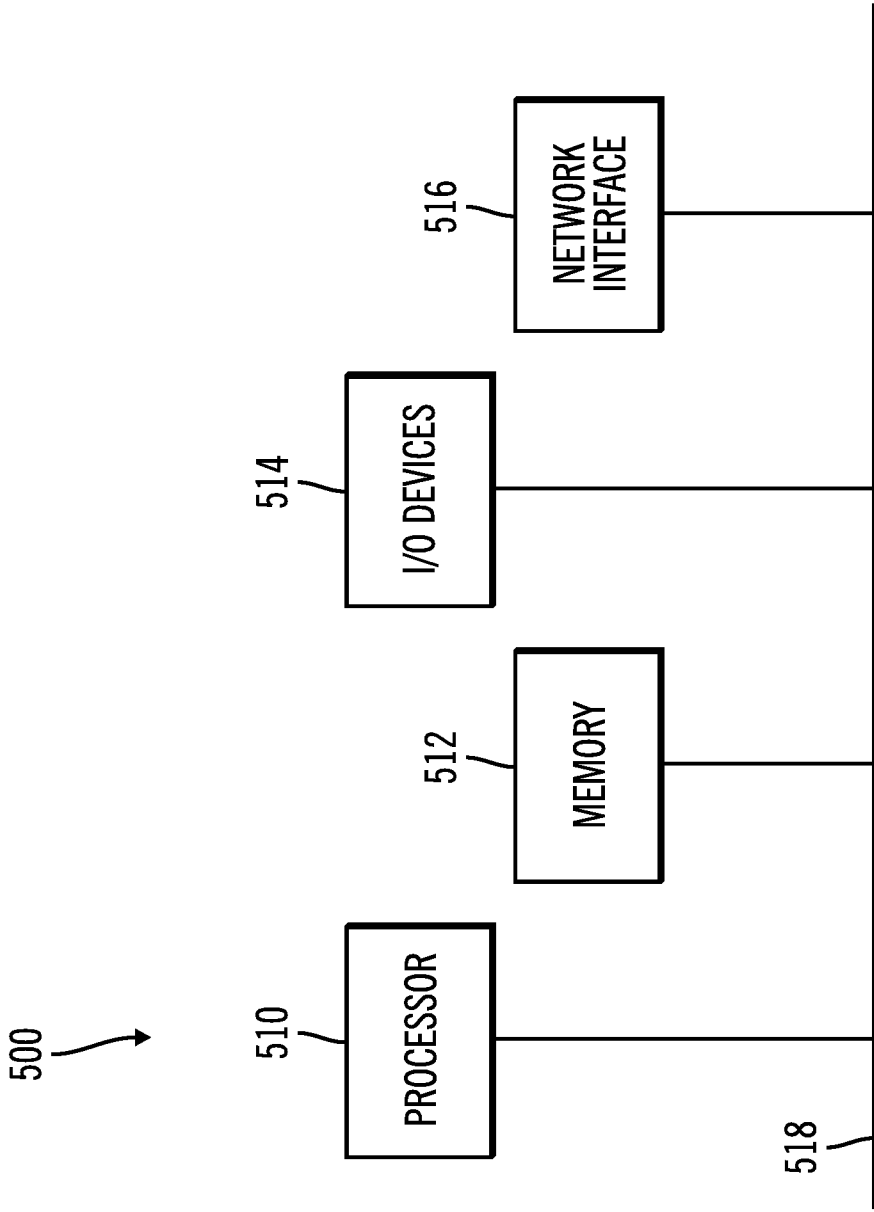 500
510
PROCESSOR
512
MEMORY
514
I/O DEVICES
516
NETWORK
INTERFACE
518